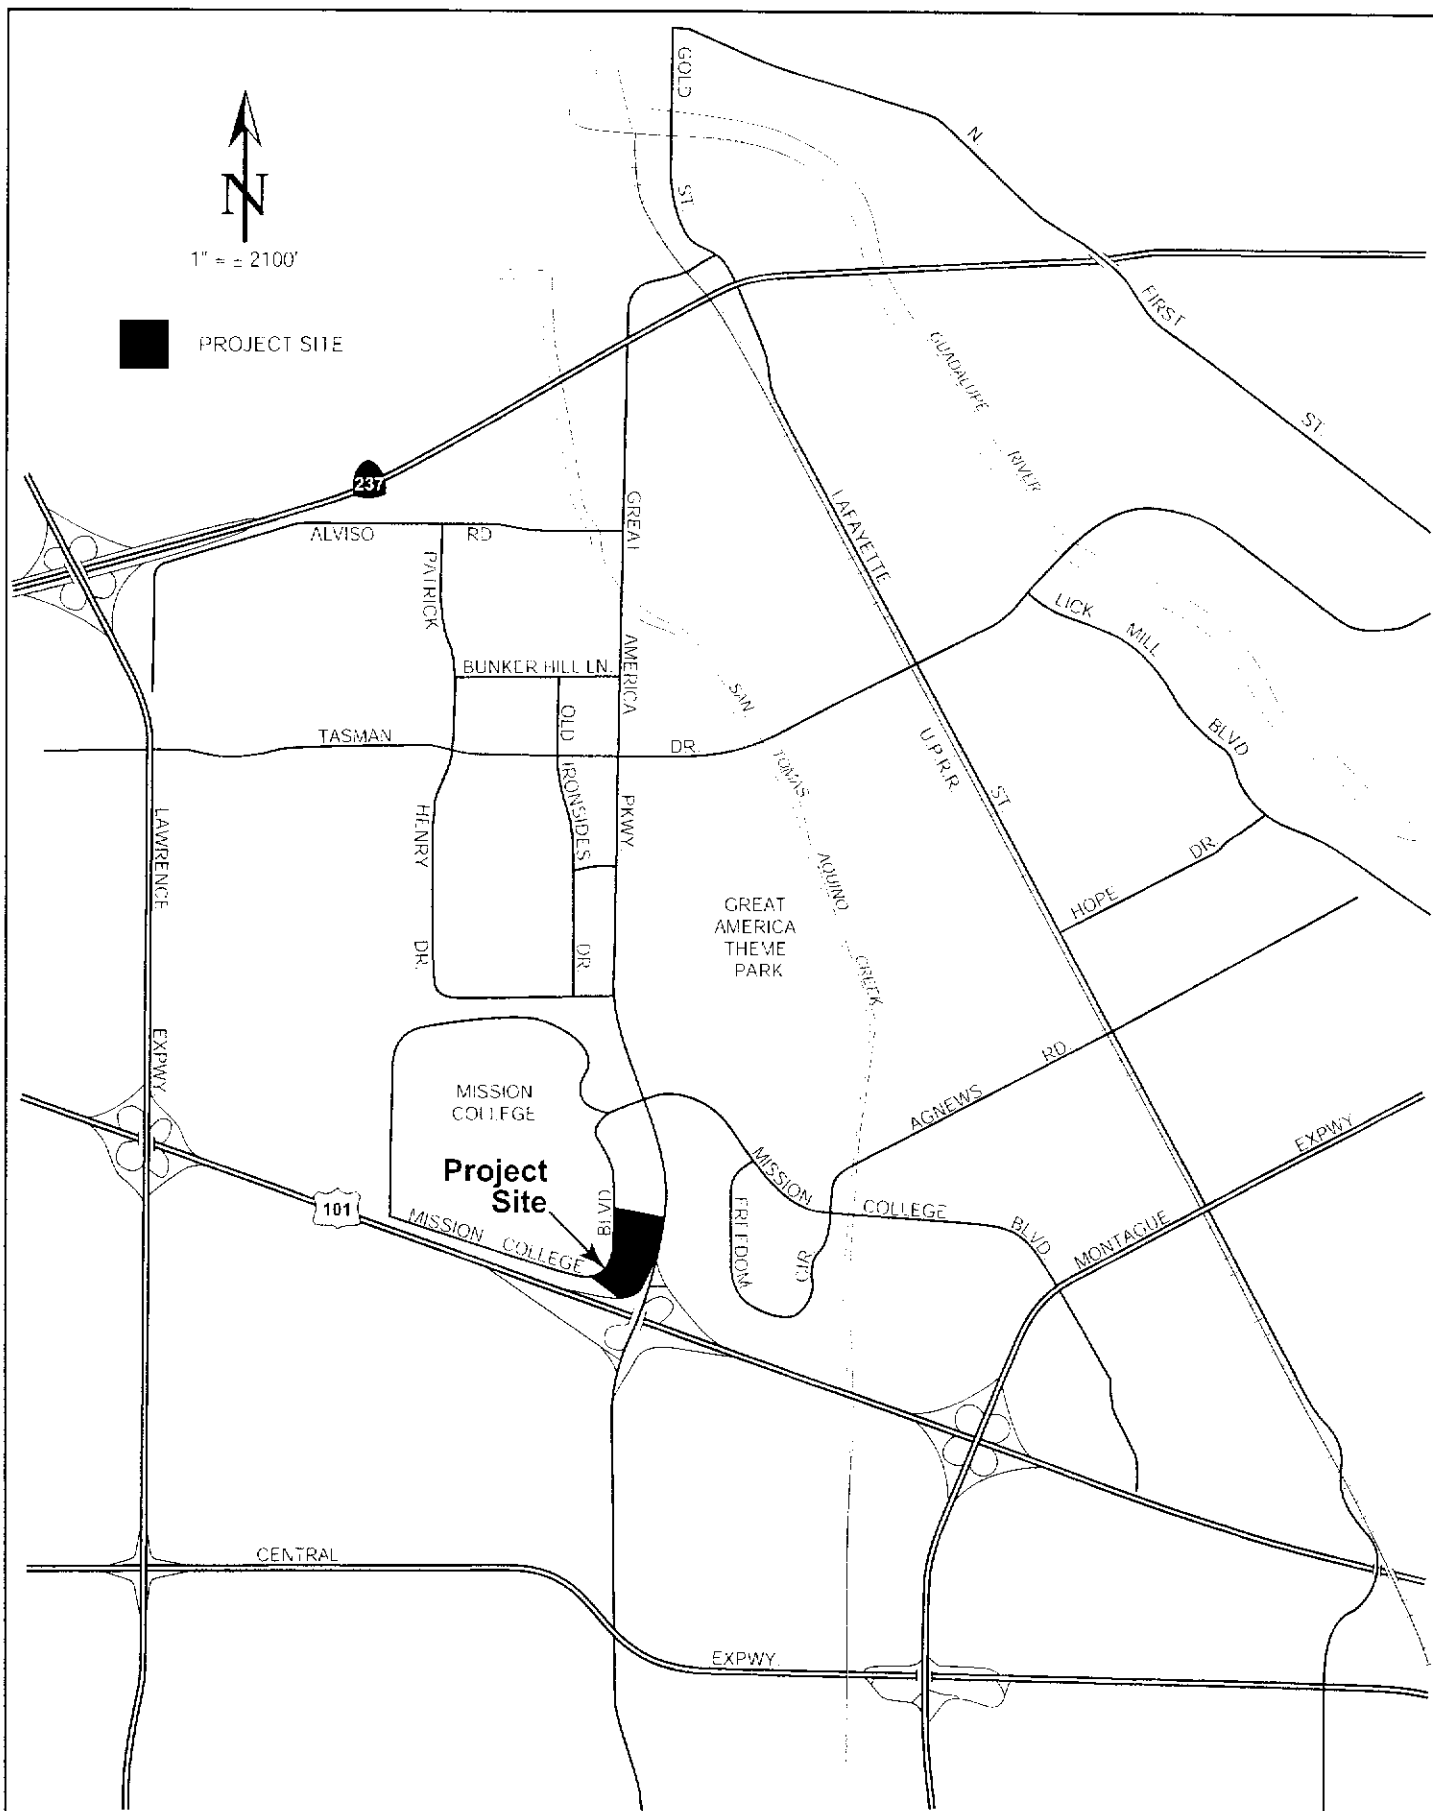 GOLD
ST.
N.
FIRST
ST.
N
1" = ± 2100'
PROJECT SITE
GUADALUPE
RIVER
237
ALVISO RD
GREAT
AMERICA
PKWY.
LAFAYETTE
ST.
PATRICK
HENRY
DR.
BUNKER HILL LN.
OLD
IRONSIDES
DR.
LICK
MILL
BLVD
SAN
TOMAS
AQUINO
CREEK
TASMAN
DR.
U.P.R.R.
LAWRENCE
EXPWY.
HOPE
DR.
GREAT
AMERICA
THEME
PARK
AGNEWS
RD.
MISSION
COLLEGE
Project
Site
101
MISSION
COLLEGE
BLVD
MISSION
COLLEGE
BLVD
FREEDOM
CIR.
MONTAGUE
EXPWY
CENTRAL
EXPWY.